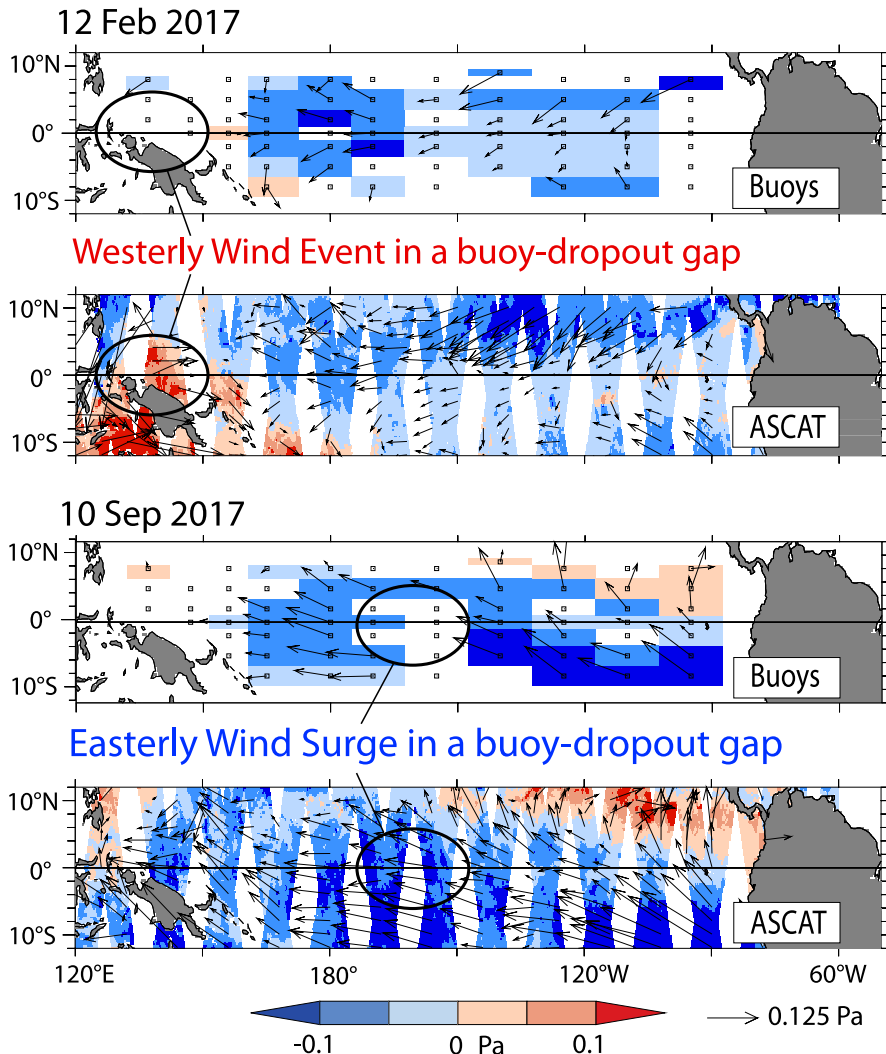 12 Feb 2017
10°N
0°
10°S
Buoys
Westerly Wind Event in a buoy-dropout gap
10°N
0°
10°S
ASCAT
10 Sep 2017
10°N
0°
10°S
Buoys
Easterly Wind Surge in a buoy-dropout gap
10°N
0°
10°S
ASCAT
120°E 180° 120°W 60°W
-0.1 0 Pa 0.1
0.125 Pa